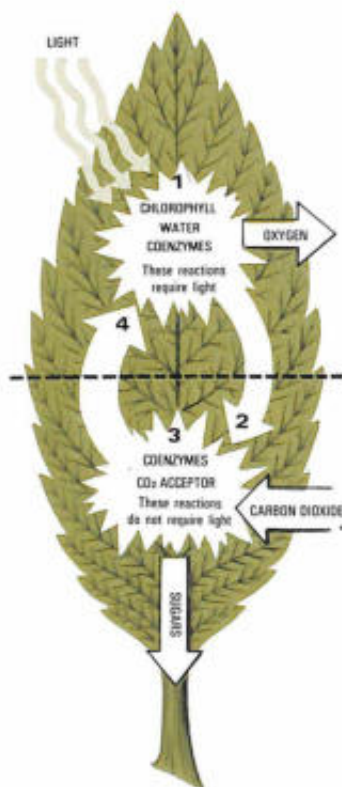 LIGHT
1
CHLOROPHYLL
WATER
COENZYMES
These reactions
require light
OXYGEN
4
2
3
COENZYMES
CO₂ ACCEPTOR
These reactions
do not require light
CARBON DIOXIDE
SUGARS